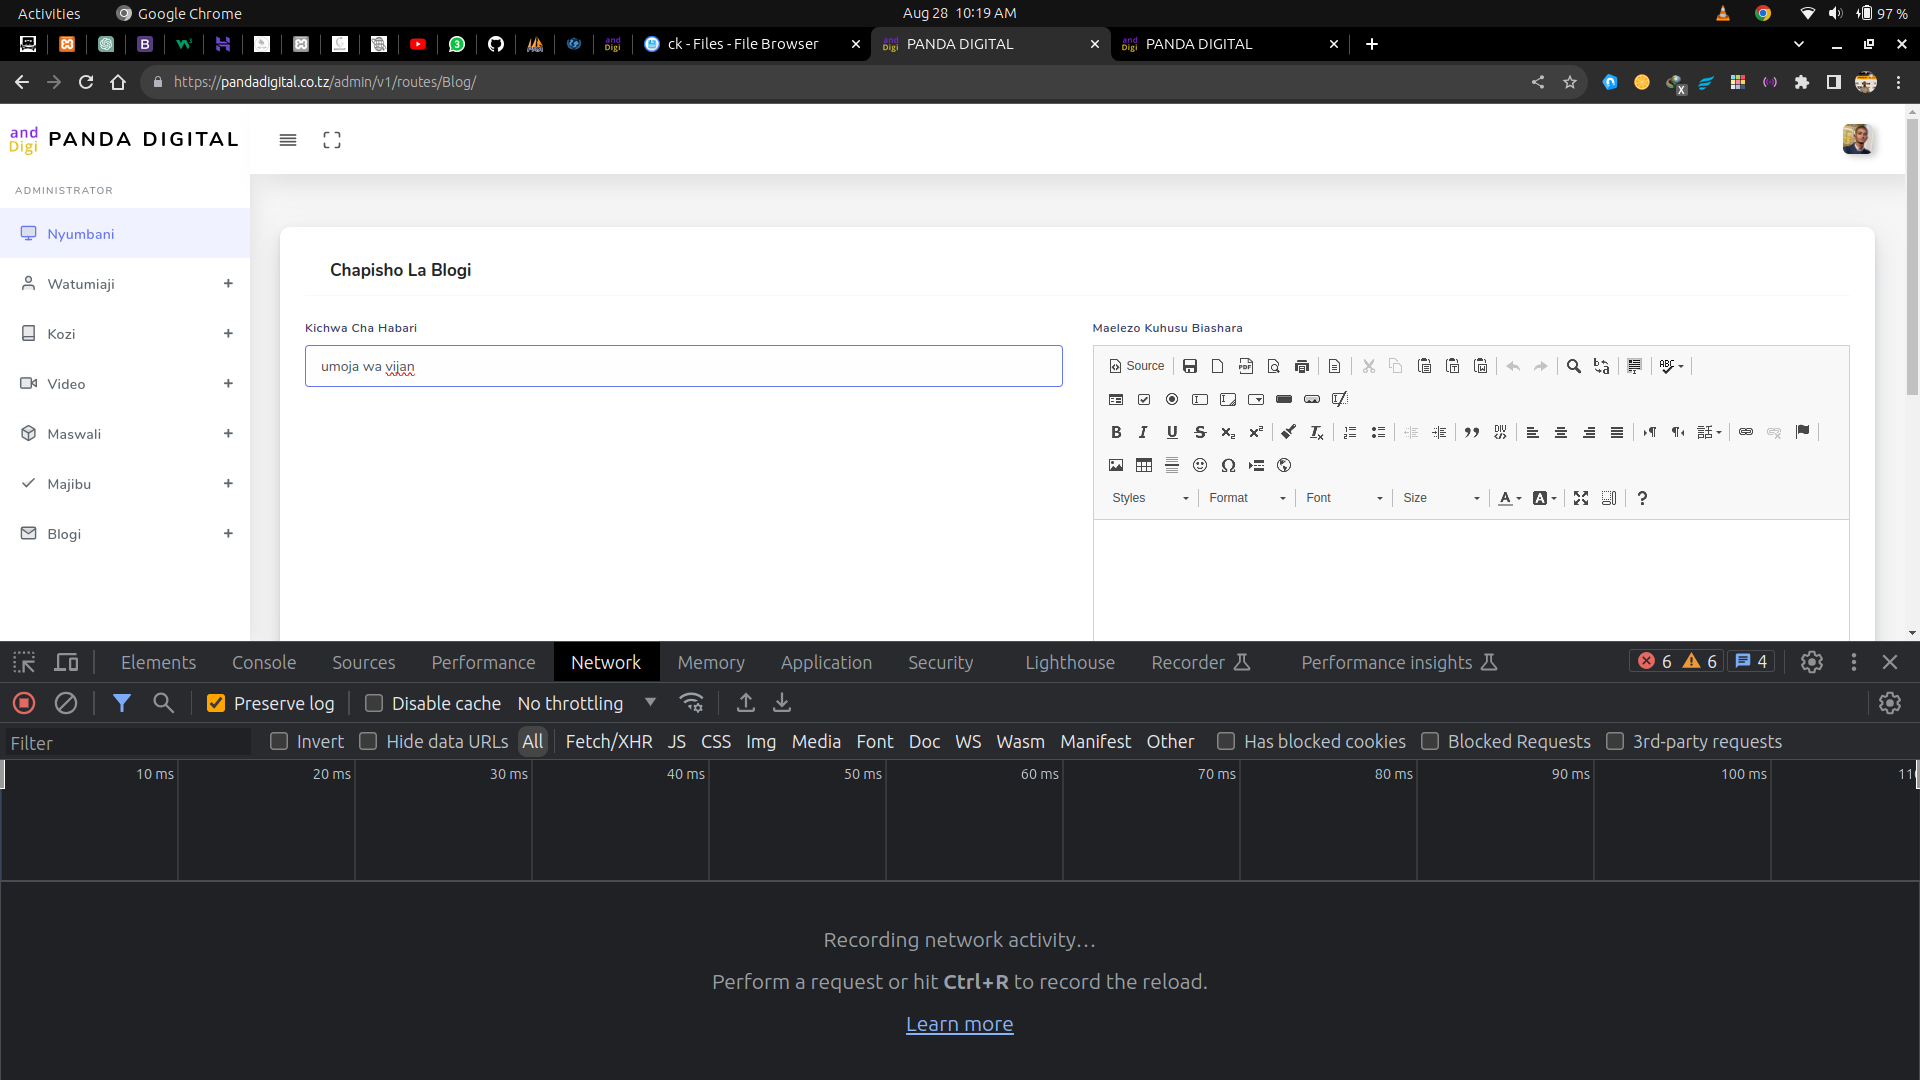 Activities Google Chrome Aug 28 10:19 AM 97 %
ck - Files - File Browser PANDA DIGITAL PANDA DIGITAL
https://pandadigital.co.tz/admin/v1/routes/Blog/
and
Digi PANDA DIGITAL
ADMINISTRATOR
Nyumbani
Watumiaji +
Kozi +
Video +
Maswali +
Majibu +
Blogi +
Chapisho La Blogi
Kichwa Cha Habari
umoja wa vijan
Maelezo Kuhusu Biashara
Source
Styles Format Font Size
Elements Console Sources Performance Network Memory Application Security Lighthouse Recorder Performance insights 6 6 4
Preserve log Disable cache No throttling
Filter Invert Hide data URLs All Fetch/XHR JS CSS Img Media Font Doc WS Wasm Manifest Other Has blocked cookies Blocked Requests 3rd-party requests
10 ms 20 ms 30 ms 40 ms 50 ms 60 ms 70 ms 80 ms 90 ms 100 ms
Recording network activity…
Perform a request or hit Ctrl+R to record the reload.
Learn more